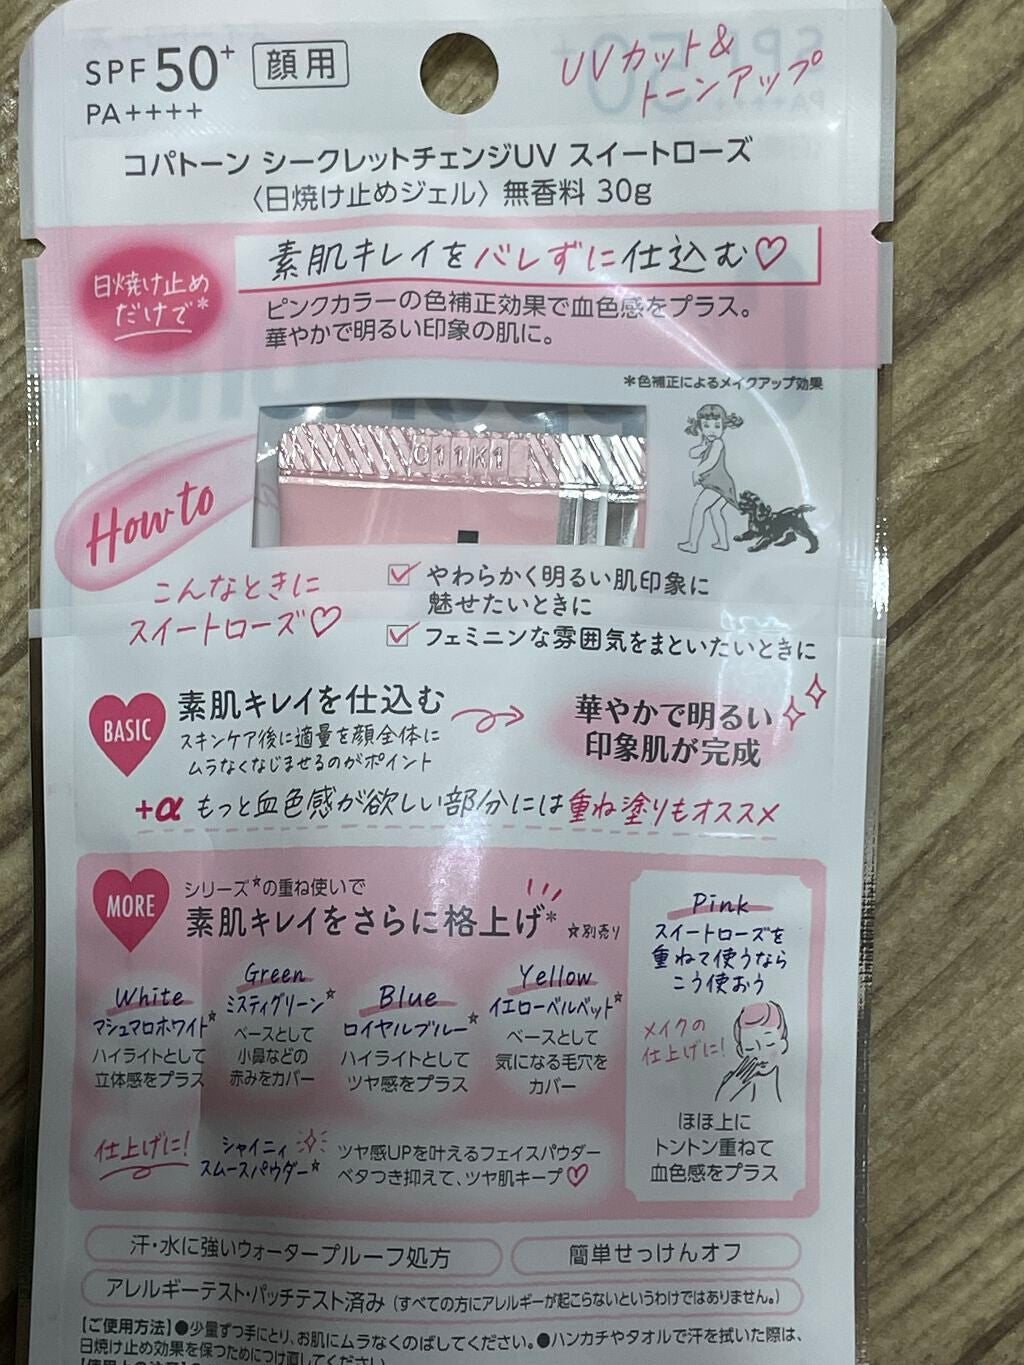 SPF50+ 顔用
PA++++
UVカット&
トーンアップ
コパトーン シークレットチェンジUV スイートローズ
〈日焼け止めジェル〉 無香料 30g
日焼け止め
だけで*
素肌キレイをバレずに仕込む♡
ピンクカラーの色補正効果で血色感をプラス。
華やかで明るい印象の肌に。
*色補正によるメイクアップ効果
How to
こんなときに
スイートローズ♡
やわらかく明るい肌印象に
魅せたいときに
フェミニンな雰囲気をまといたいときに
BASIC
素肌キレイを仕込む
スキンケア後に適量を顔全体に
ムラなくなじませるのがポイント
華やかで明るい
印象肌が完成
+α もっと血色感が欲しい部分には重ね塗りもオススメ
MORE
シリーズ☆の重ね使いで
素肌キレイをさらに格上げ*
☆別売り
White
マシュマロホワイト☆
ハイライトとして
立体感をプラス
Green
ミスティグリーン☆
ベースとして
小鼻などの
赤みをカバー
Blue
ロイヤルブルー☆
ハイライトとして
ツヤ感をプラス
Yellow
イエローベルベット☆
ベースとして
気になる毛穴を
カバー
Pink
スイートローズを
重ねて使うなら
こう使おう
メイクの
仕上げに!
ほほ上に
トントン重ねて
血色感をプラス
仕上げに!
シャイニィ
スムースパウダー☆
ツヤ感UPを叶えるフェイスパウダー
ベタつき抑えて、ツヤ肌キープ♡
汗・水に強いウォータープルーフ処方
簡単せっけんオフ
アレルギーテスト・パッチテスト済み (すべての方にアレルギーが起こらないというわけではありません。)
【ご使用方法】●少量ずつ手にとり、お肌にムラなくのばしてください。●ハンカチやタオルで汗を拭いた際は、
日焼け止め効果を保つためにつけ直してください。